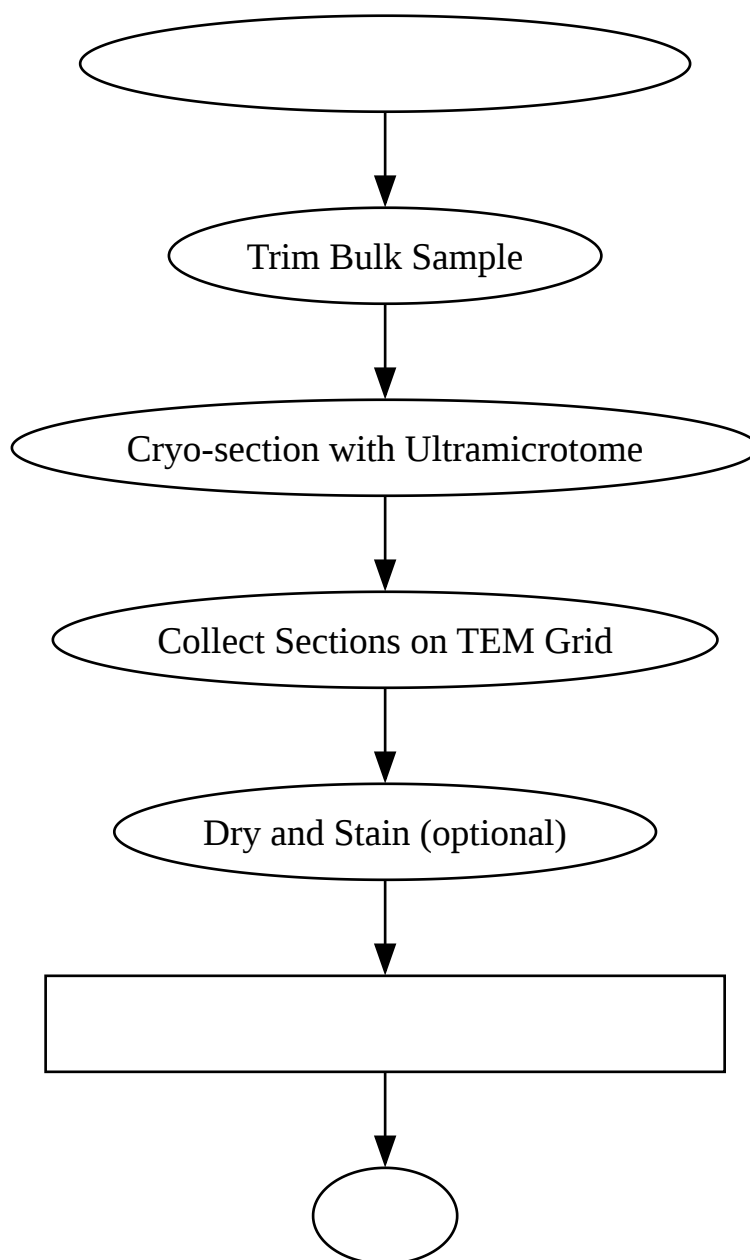 Trim Bulk Sample
Cryo-section with Ultramicrotome
Collect Sections on TEM Grid
Dry and Stain (optional)